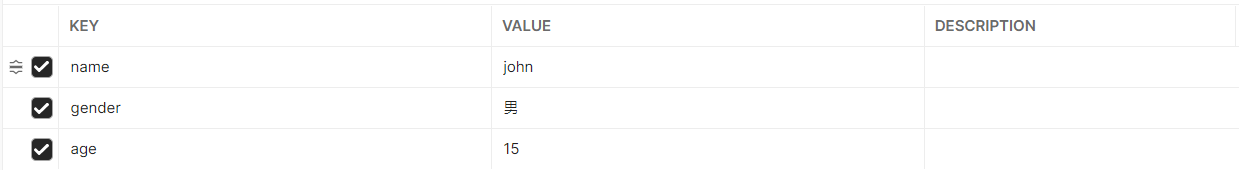 KEY VALUE DESCRIPTION
name john
gender 男
age 15